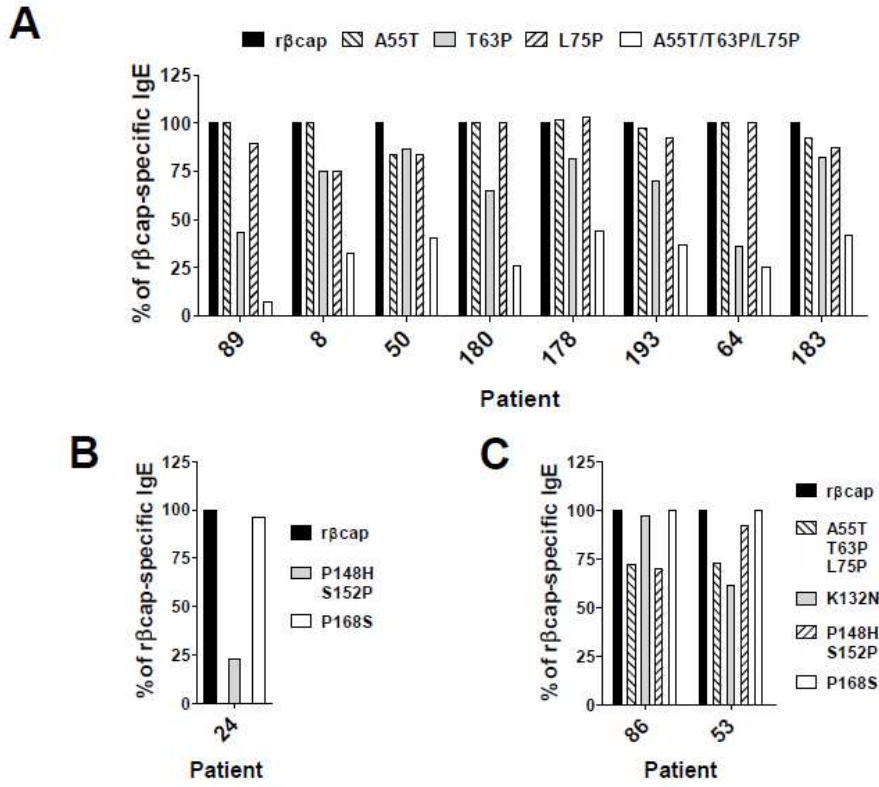 A
rβcap A55T T63P L75P A55T/T63P/L75P
% of rβcap-specific IgE
125
100
75
50
25
0
89 8 50 180 178 193 64 183
Patient
B
% of rβcap-specific IgE
125
100
75
50
25
0
24
Patient
rβcap
P148H
S152P
P168S
C
% of rβcap-specific IgE
125
100
75
50
25
0
86 53
Patient
rβcap
A55T
T63P
L75P
K132N
P148H
S152P
P168S